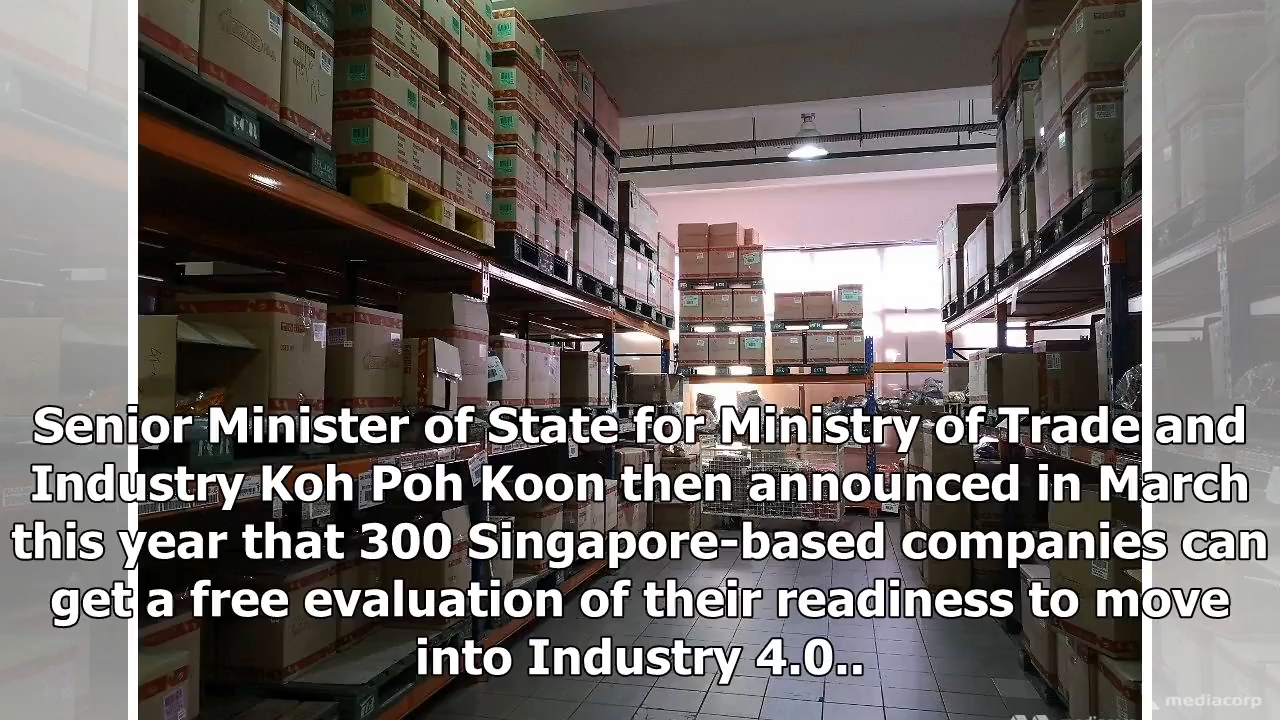 Senior Minister of State for Ministry of Trade and
Industry Koh Poh Koon then announced in March
this year that 300 Singapore-based companies can
get a free evaluation of their readiness to move
into Industry 4.0..
mediacorp